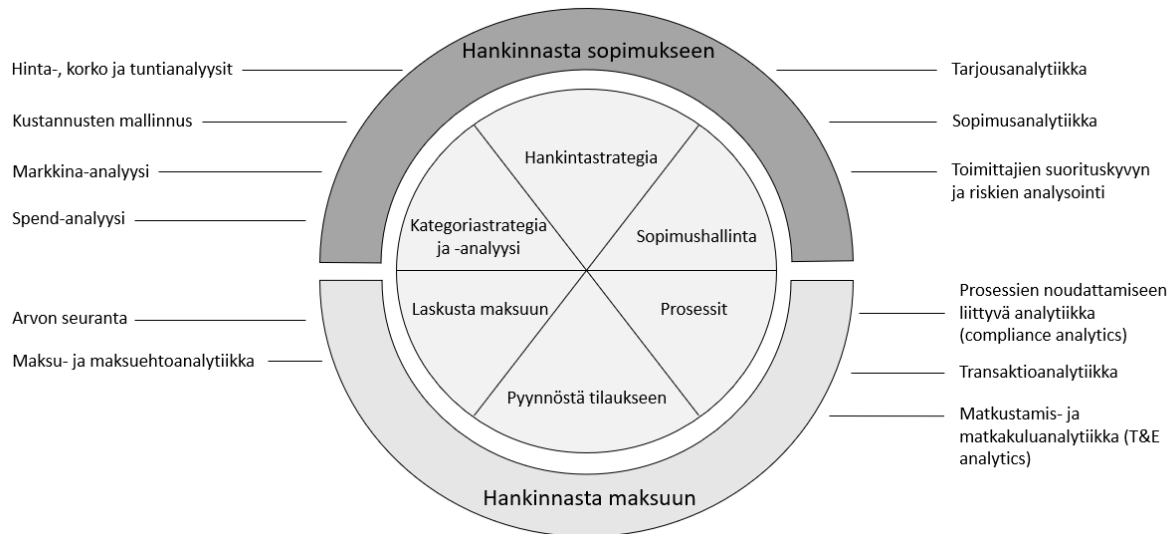 Hankinnasta sopimukseen
Hinta-, korko ja tuntianalyysit
Kustannusten mallinnus
Markkina-analyysi
Spend-analyysi
Tarjousanalytiikka
Sopimusanalytiikka
Toimittajien suorituskyvyn
ja riskien analysointi
Hankintastrategia
Kategoriastrategia
ja -analyysi
Sopimushallinta
Laskusta maksuun
Prosessit
Pyynnöstä tilaukseen
Arvon seuranta
Maksu- ja maksuehtoanalytiikka
Prosessien noudattamiseen
liittyvä analytiikka
(compliance analytics)
Transaktioanalytiikka
Matkustamis- ja
matkakuluanalytiikka (T&E
analytics)
Hankinnasta maksuun